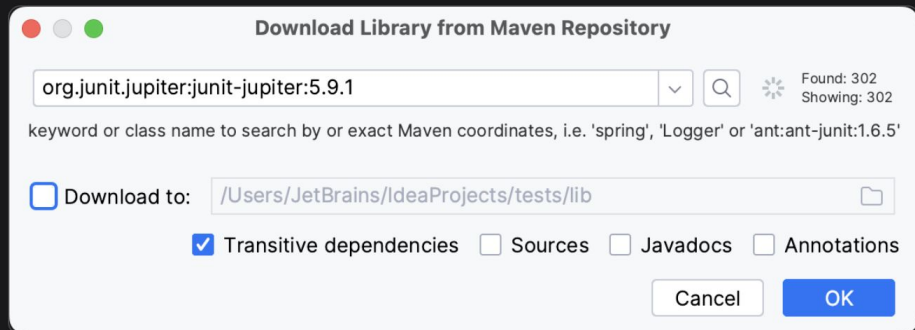 Download Library from Maven Repository
org.junit.jupiter:junit-jupiter:5.9.1
Found: 302
Showing: 302
keyword or class name to search by or exact Maven coordinates, i.e. 'spring', 'Logger' or 'ant:ant-junit:1.6.5'
Download to: /Users/JetBrains/IdeaProjects/tests/lib
Transitive dependencies Sources Javadocs Annotations
Cancel OK